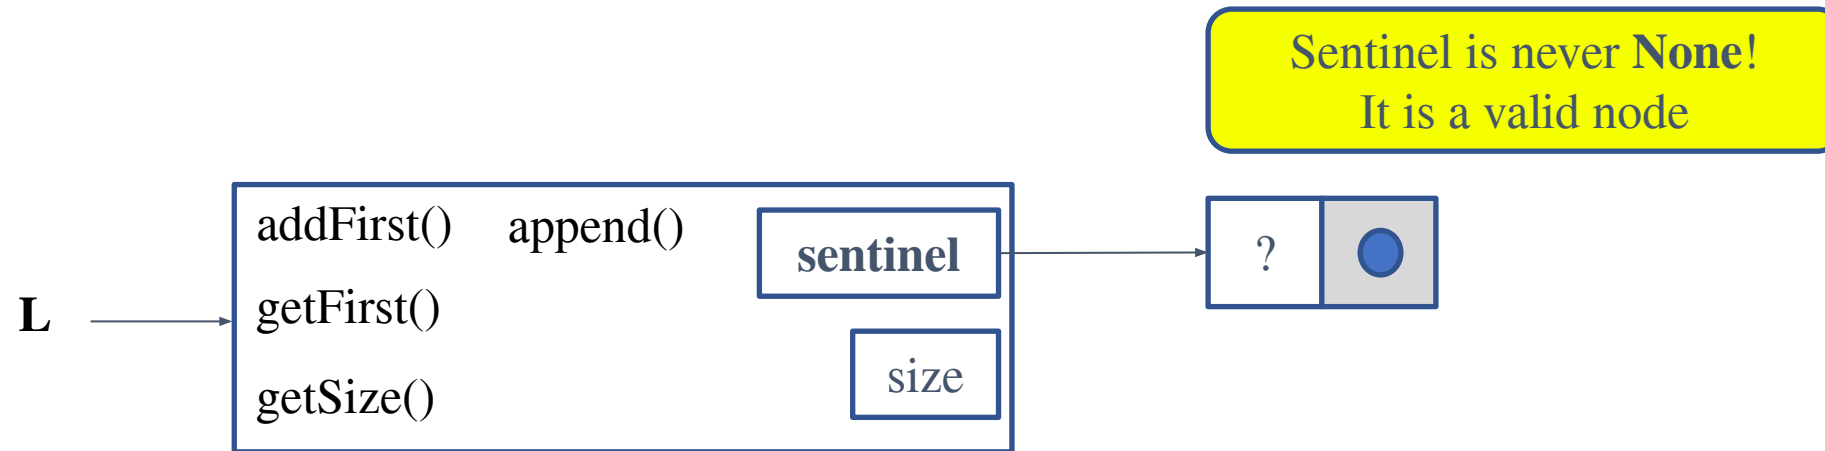 Sentinel is never None!
It is a valid node
addFirst() append()
sentinel
?
L
getFirst()
size
getSize()